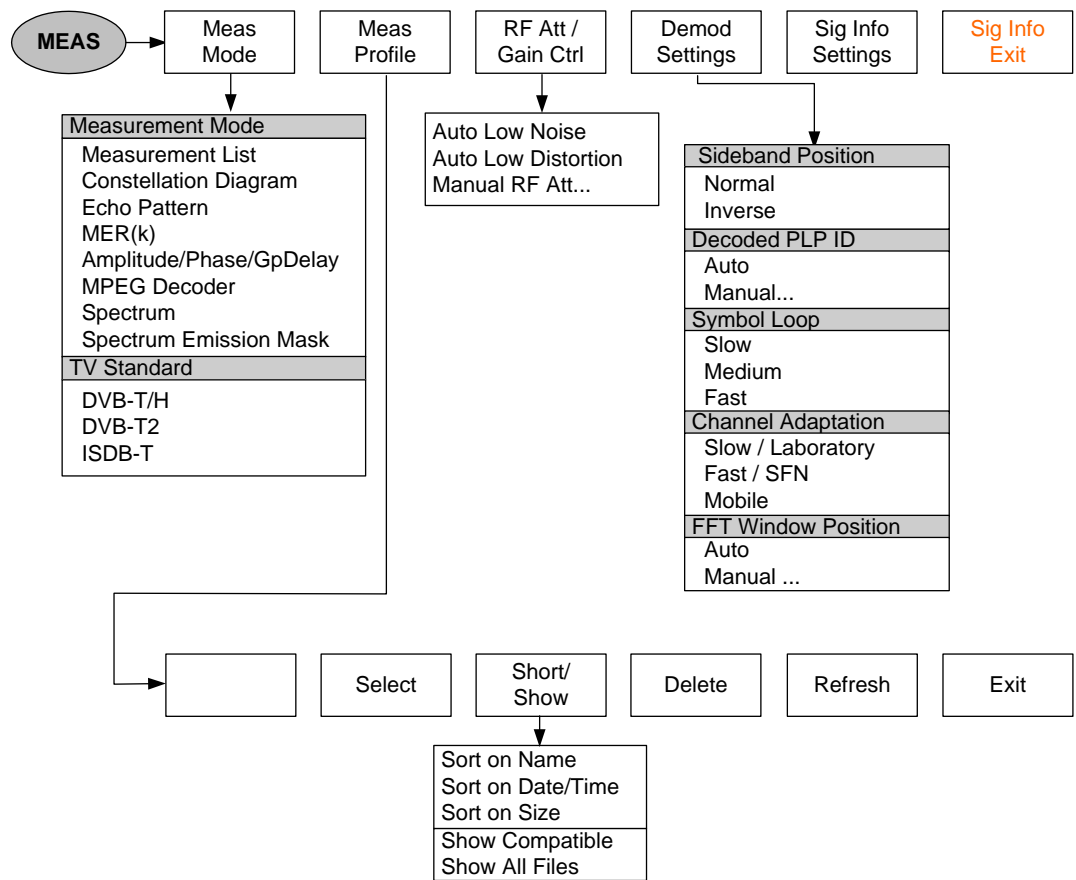 MEAS
Meas
Mode
Meas
Profile
RF Att /
Gain Ctrl
Demod
Settings
Sig Info
Settings
Sig Info
Exit
Measurement Mode
Measurement List
Constellation Diagram
Echo Pattern
MER(k)
Amplitude/Phase/GpDelay
MPEG Decoder
Spectrum
Spectrum Emission Mask
TV Standard
DVB-T/H
DVB-T2
ISDB-T
Auto Low Noise
Auto Low Distortion
Manual RF Att...
Sideband Position
Normal
Inverse
Decoded PLP ID
Auto
Manual...
Symbol Loop
Slow
Medium
Fast
Channel Adaptation
Slow / Laboratory
Fast / SFN
Mobile
FFT Window Position
Auto
Manual ...
Select
Short/
Show
Delete
Refresh
Exit
Sort on Name
Sort on Date/Time
Sort on Size
Show Compatible
Show All Files